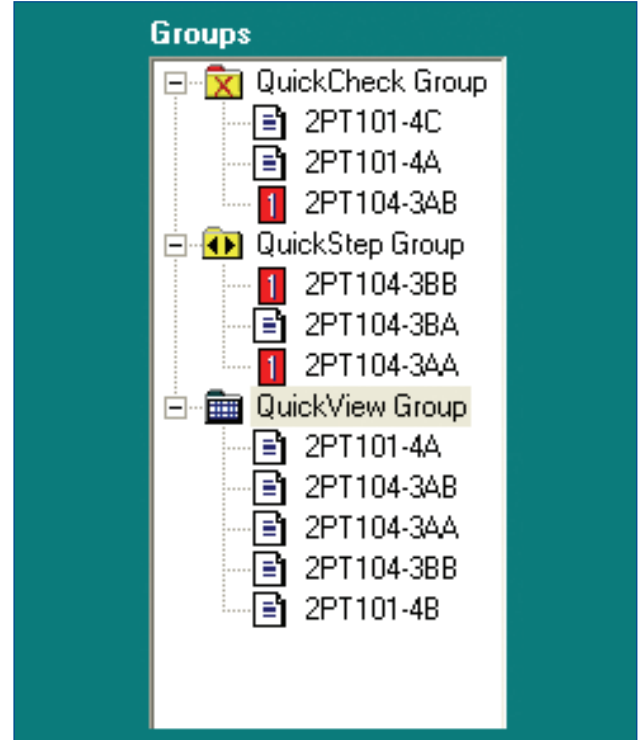 Groups
QuickCheck Group
2PT101-4C
2PT101-4A
1 2PT104-3AB
QuickStep Group
1 2PT104-3BB
2PT104-3BA
1 2PT104-3AA
QuickView Group
2PT101-4A
2PT104-3AB
2PT104-3AA
2PT104-3BB
2PT101-4B